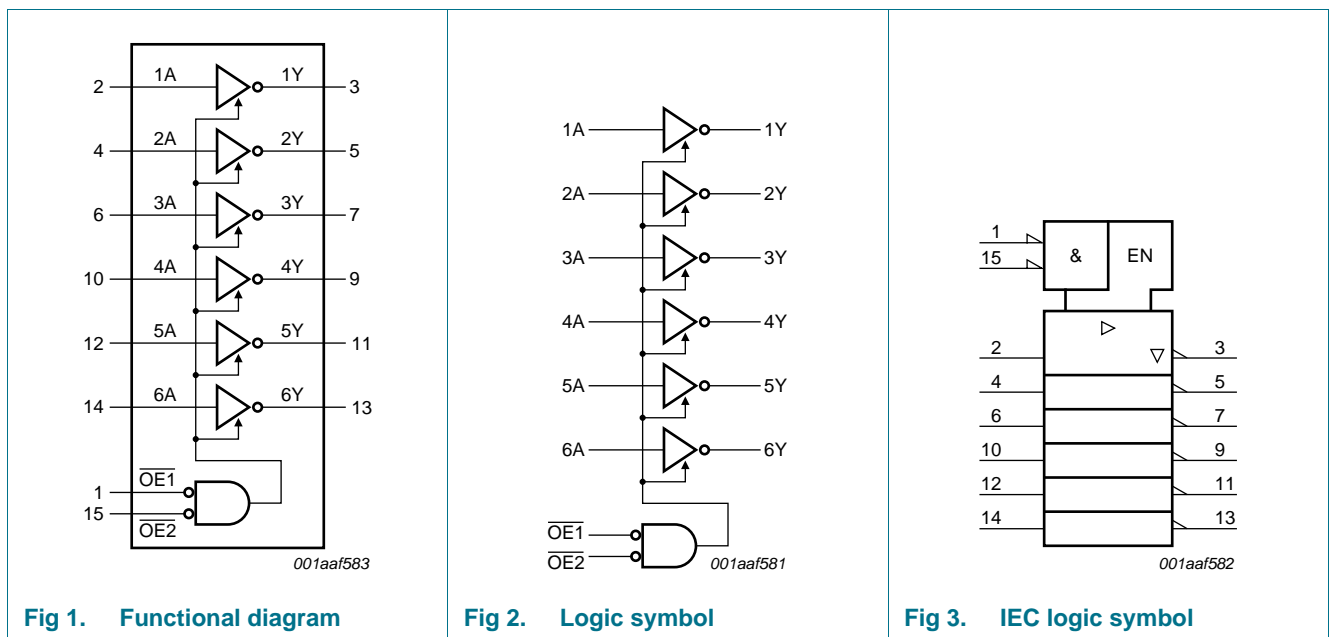 2 1A 1Y 3
4 2A 2Y 5
6 3A 3Y 7
10 4A 4Y 9
12 5A 5Y 11
14 6A 6Y 13
1 OE1
15 OE2
001aaf583
Fig 1. Functional diagram
1A 1Y
2A 2Y
3A 3Y
4A 4Y
5A 5Y
6A 6Y
OE1
OE2
001aaf581
Fig 2. Logic symbol
1
15
& EN
2 3
4 5
6 7
10 9
12 11
14 13
001aaf582
Fig 3. IEC logic symbol